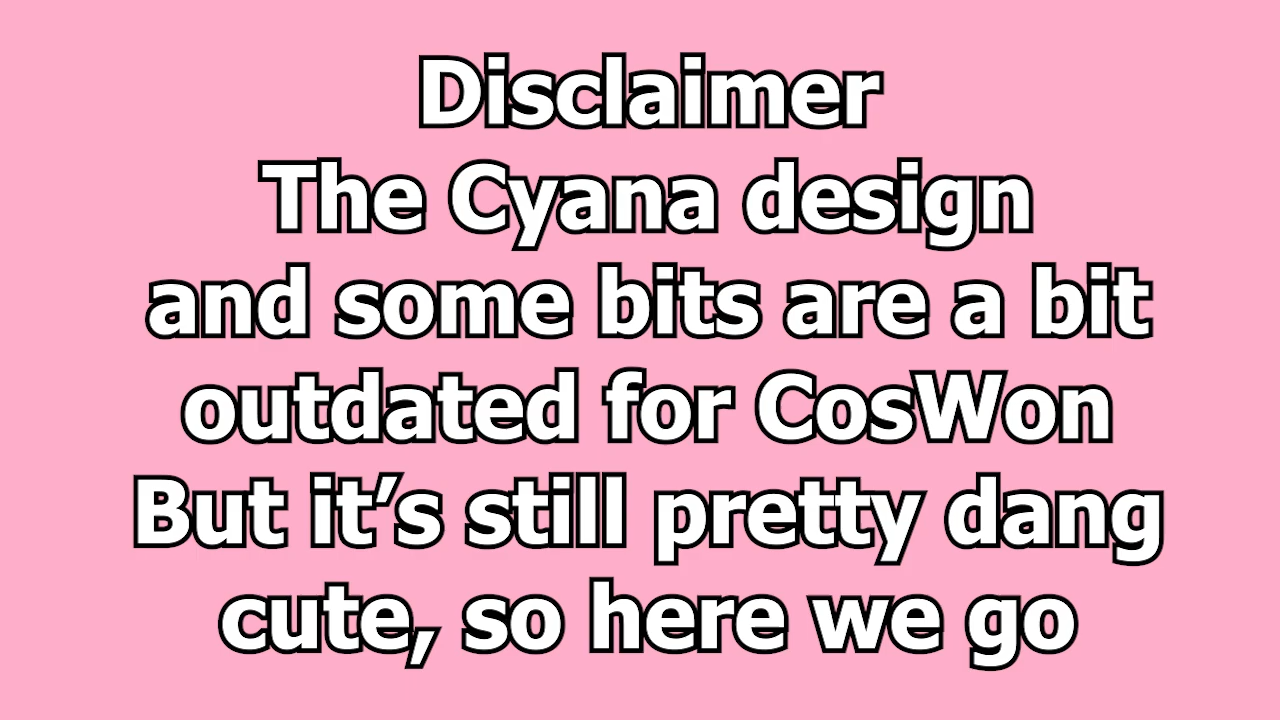 Disclaimer
The Cyana design
and some bits are a bit
outdated for CosWon
But it’s still pretty dang
cute, so here we go